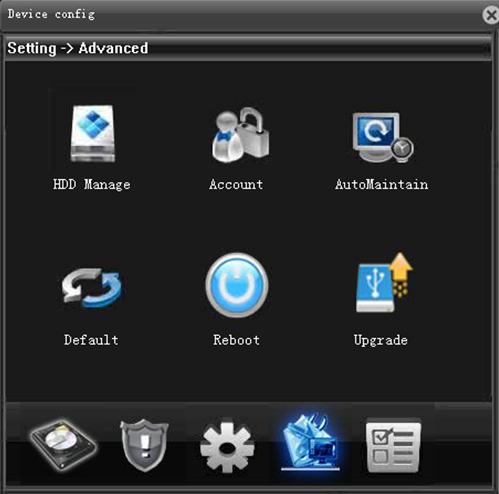 Device config
Setting -> Advanced
HDD Manage
Account
AutoMaintain
Default
Reboot
Upgrade